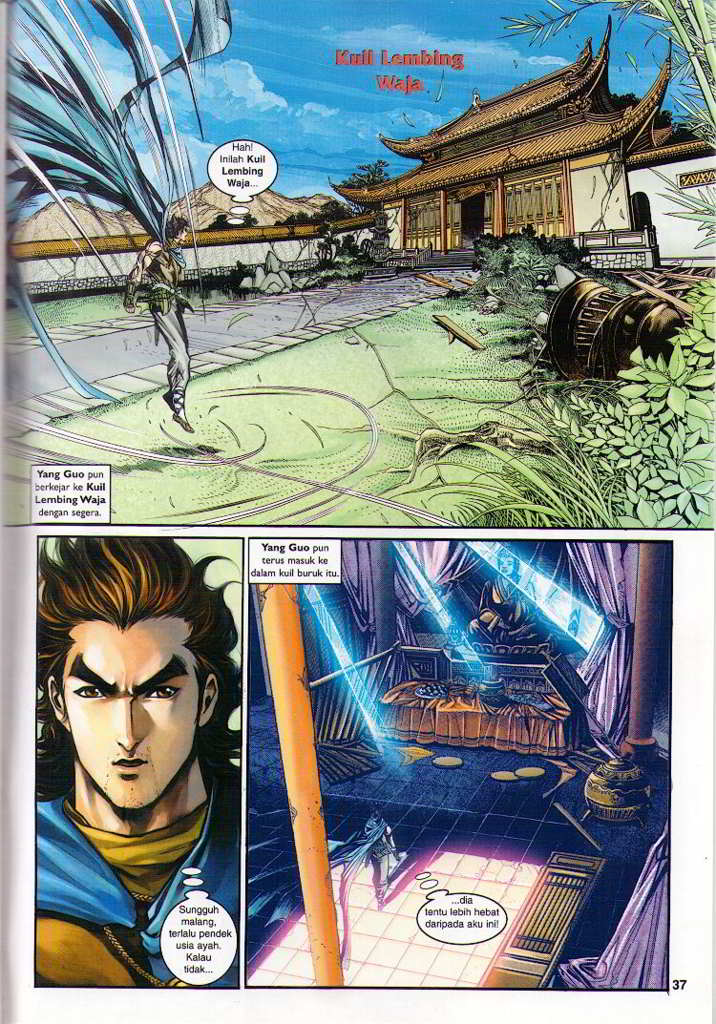 Kuil Lembing
Waja
Hah!
Inilah Kuil
Lembing
Waja...
Yang Guo pun
berkejar ke Kuil
Lembing Waja
dengan segera.
Yang Guo pun
terus masuk ke
dalam kuil buruk itu.
Sungguh
malang,
terlalu pendek
usia ayah.
Kalau
tidak...
...dia
tentu lebih hebat
daripada aku ini!
37